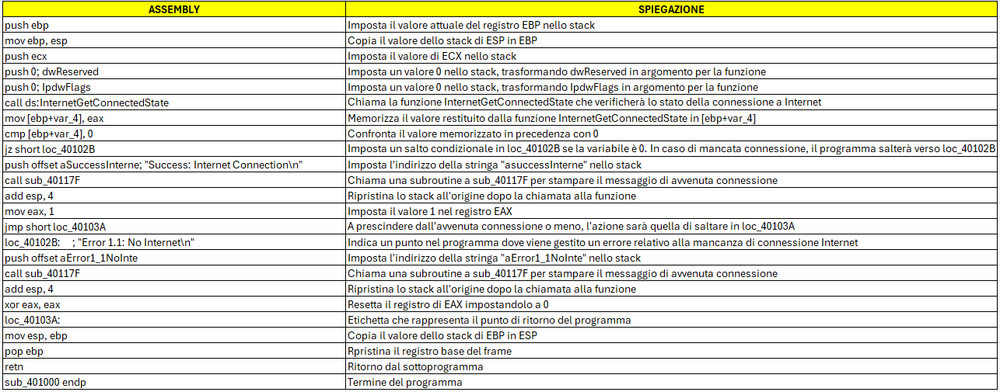 ASSEMBLY SPIEGAZIONE
push ebp Imposta il valore attuale del registro EBP nello stack
mov ebp, esp Copia il valore dello stack di ESP in EBP
push ecx Imposta il valore di ECX nello stack
push 0; dwReserved Imposta un valore 0 nello stack, trasformando dwReserved in argomento per la funzione
push 0; IpdwFlags Imposta un valore 0 nello stack, trasformando IpdwFlags in argomento per la funzione
call ds:InternetGetConnectedState Chiama la funzione InternetGetConnectedState che verificherà lo stato della connessione a Internet
mov [ebp+var_4], eax Memorizza il valore restituito dalla funzione InternetGetConnectedState in [ebp+var_4]
cmp [ebp+var_4], 0 Confronta il valore memorizzato in precedenza con 0
jz short loc_40102B Imposta un salto condizionale in loc_40102B se la variabile è 0. In caso di mancata connessione, il programma salterà verso loc_40102B
push offset aSuccessInterne; "Success: Internet Connection\n" Imposta l'indirizzo della stringa "asuccessInterne" nello stack
call sub_40117F Chiama una subroutine a sub_40117F per stampare il messaggio di avvenuta connessione
add esp, 4 Ripristina lo stack all'origine dopo la chiamata alla funzione
mov eax, 1 Imposta il valore 1 nel registro EAX
jmp short loc_40103A A prescindere dall'avvenuta connessione o meno, l'azione sarà quella di saltare in loc_40103A
loc_40102B: ; "Error 1.1: No Internet\n" Indica un punto nel programma dove viene gestito un errore relativo alla mancanza di connessione Internet
push offset aError1_1NoInte Imposta l'indirizzo della stringa "aError1_1NoInte" nello stack
call sub_40117F Chiama una subroutine a sub_40117F per stampare il messaggio di avvenuta connessione
add esp, 4 Ripristina lo stack all'origine dopo la chiamata alla funzione
xor eax, eax Resetta il registro di EAX impostandolo a 0
loc_40103A: Etichetta che rappresenta il punto di ritorno del programma
mov esp, ebp Copia il valore dello stack di EBP in ESP
pop ebp Rpristina il registro base del frame
retn Ritorno dal sottoprogramma
sub_401000 endp Termine del programma